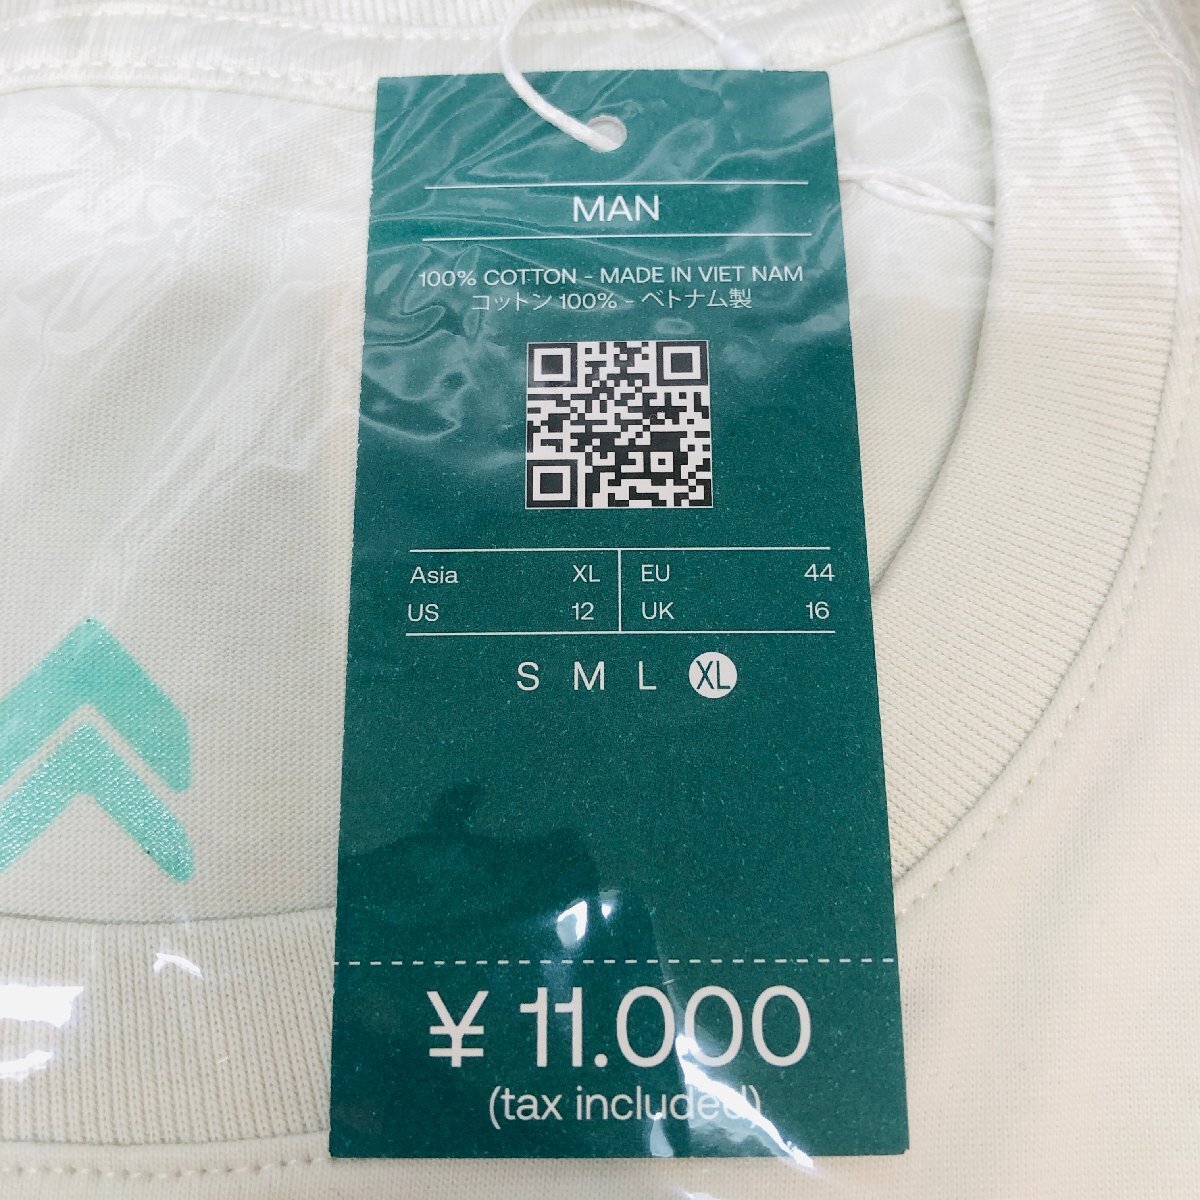 MAN
100% COTTON - MADE IN VIET NAM
コットン 100% - ベトナム製
Asia XL EU 44
US 12 UK 16
S M L XL
¥ 11.000
(tax included)